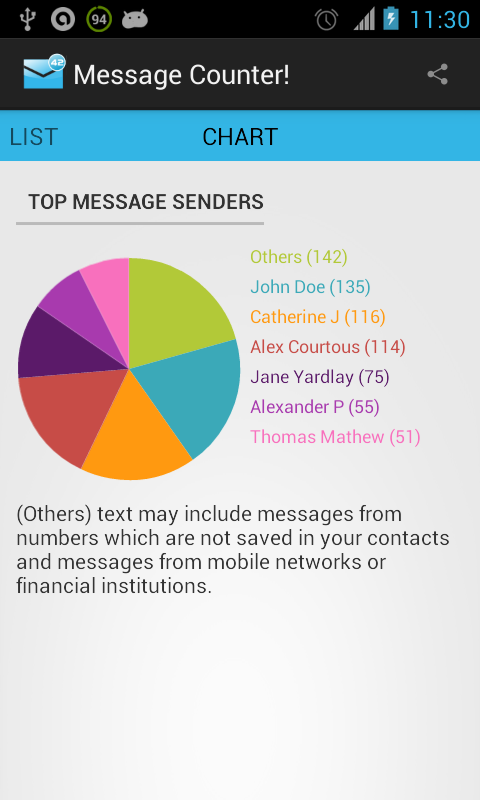 94
11:30
42
Message Counter!
LIST
CHART
TOP MESSAGE SENDERS
Others (142)
John Doe (135)
Catherine J (116)
Alex Courtous (114)
Jane Yardlay (75)
Alexander P (55)
Thomas Mathew (51)
(Others) text may include messages from
numbers which are not saved in your contacts
and messages from mobile networks or
financial institutions.